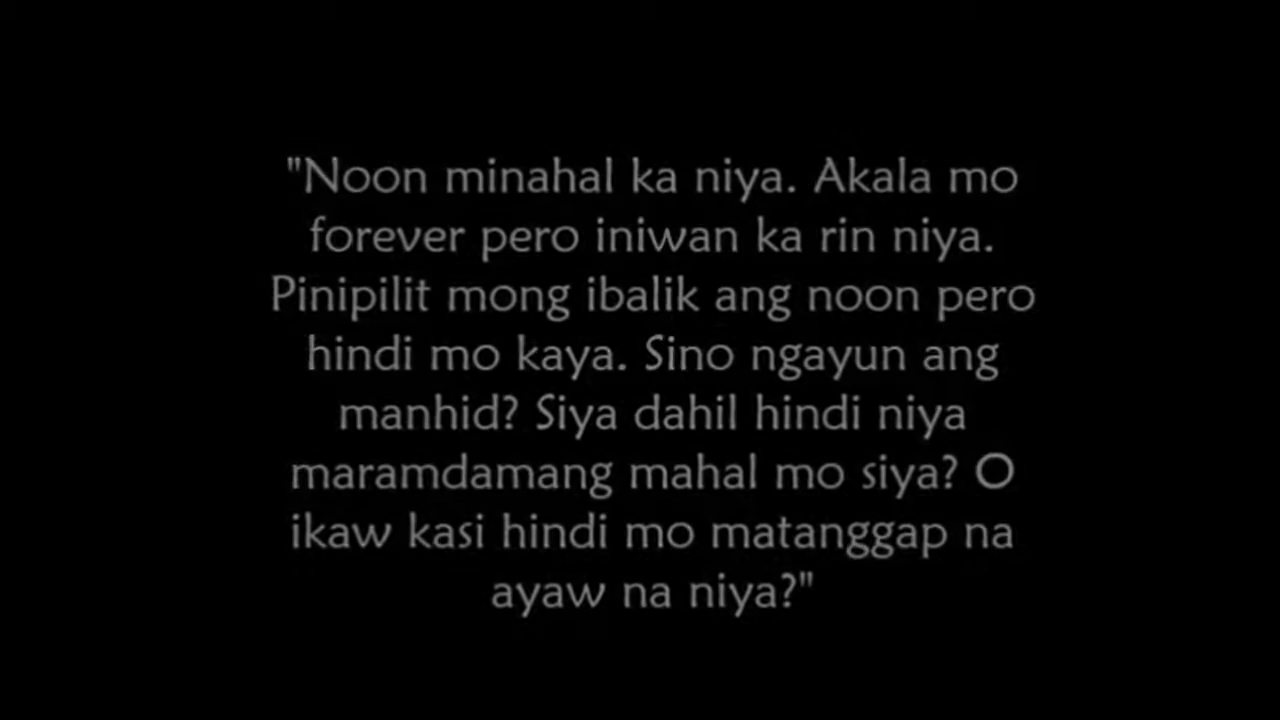 "Noon minahal ka niya. Akala mo
forever pero iniwan ka rin niya.
Pinipilit mong ibalik ang noon pero
hindi mo kaya. Sino ngayun ang
manhid? Siya dahil hindi niya
maramdamang mahal mo siya? O
ikaw kasi hindi mo matanggap na
ayaw na niya?"